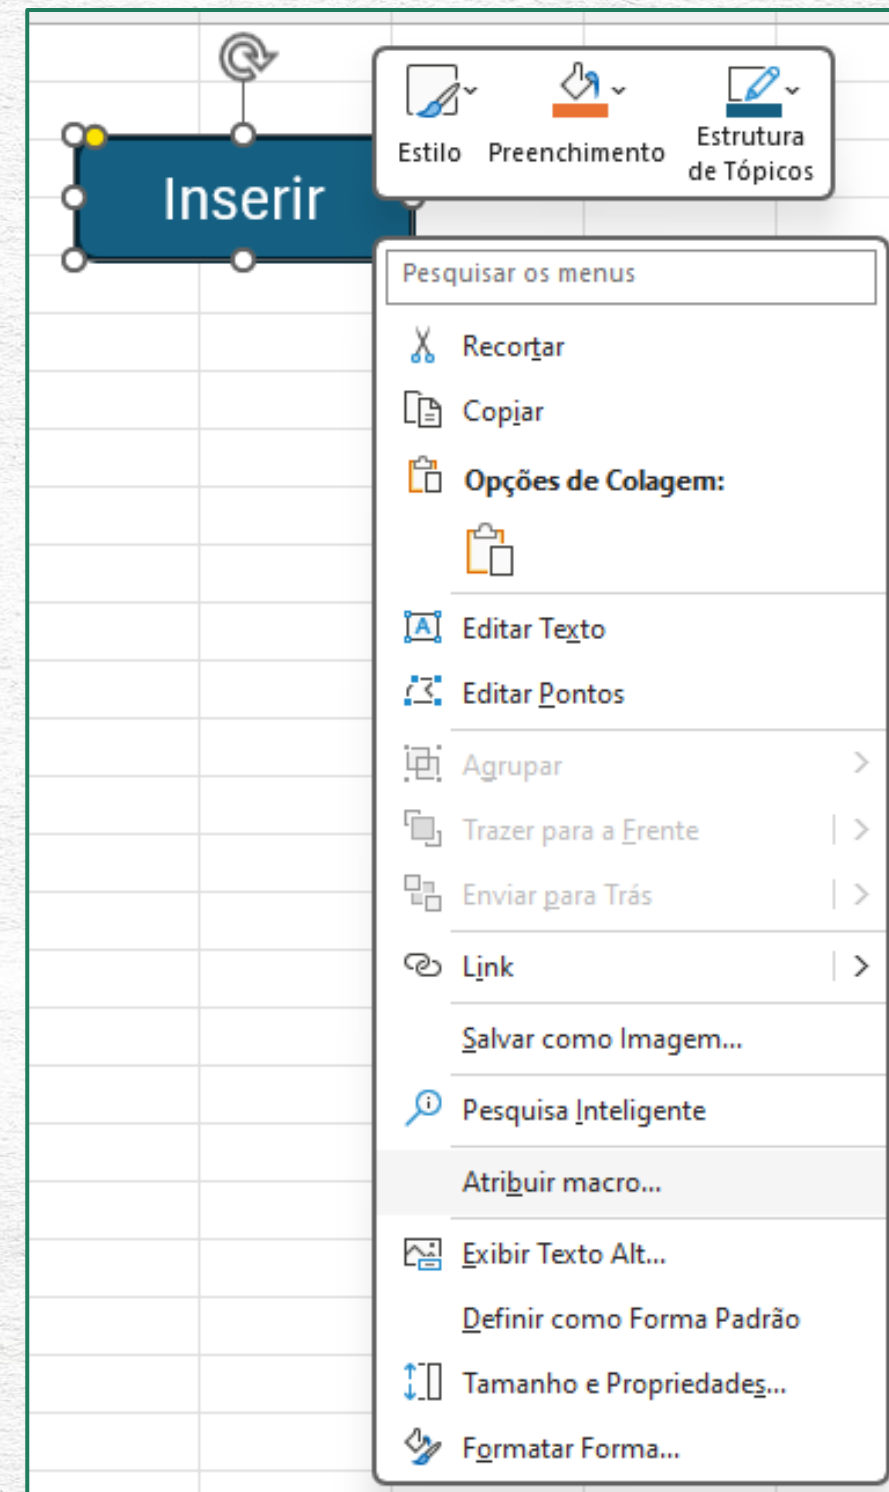 Inserir
Estilo
Preenchimento
Estrutura
de Tópicos
Pesquisar os menus
Recortar
Copiar
Opções de Colagem:
Editar Texto
Editar Pontos
Agrupar
Trazer para a Frente
Enviar para Trás
Link
Salvar como Imagem...
Pesquisa Inteligente
Atribuir macro...
Exibir Texto Alt...
Definir como Forma Padrão
Tamanho e Propriedades...
Formatar Forma...